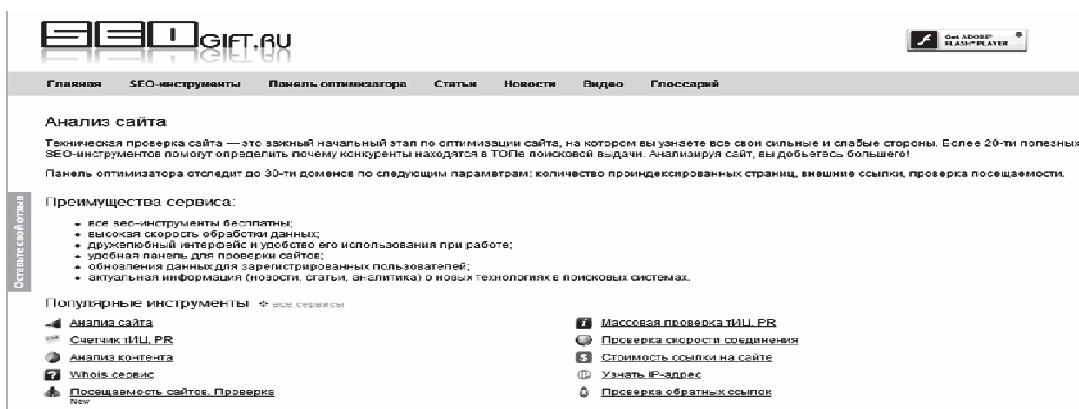 SEOGIFT.RU
Get ADOBE® FLASH® PLAYER
Главная SEO-инструменты Панель оптимизатора Статьи Новости Видео Глоссарий
Анализ сайта
Техническая проверка сайта — это важный начальный этап по оптимизации сайта, на котором вы узнаете все свои сильные и слабые стороны. Более 20-ти полезных
SEO-инструментов помогут определить почему конкуренты находятся в ТОПе поисковой выдачи. Анализируя сайт, вы добьетесь большего!
Панель оптимизатора отследит до 30-ти доменов по следующим параметрам: количество проиндексированных страниц, внешние ссылки, проверка посещаемости.
Оставьте свой отзыв
Преимущества сервиса:
• все seo-инструменты бесплатны;
• высокая скорость обработки данных;
• дружелюбный интерфейс и удобство его использования при работе;
• удобная панель для проверки сайтов;
• обновления данных для зарегистрированных пользователей;
• актуальная информация (новости, статьи, аналитика) о новых технологиях в поисковых системах.
Популярные инструменты все сервисы
Анализ сайта
Счетчик тИЦ, PR
Анализ контента
Whois сервис
Посещаемость сайтов. Проверка
New
Массовая проверка тИЦ, PR
Проверка скорости соединения
Стоимость ссылки на сайте
Узнать IP-адрес
Проверка обратных ссылок